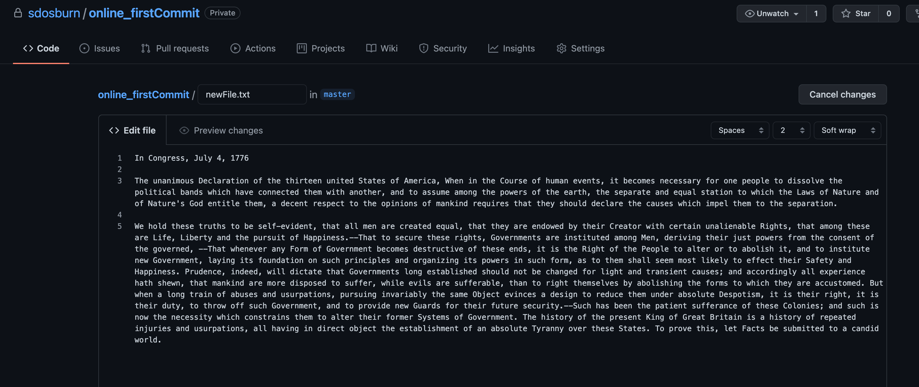 sdosburn / online_firstCommit Private
Unwatch 1 Star 0
Code Issues Pull requests Actions Projects Wiki Security Insights Settings
online_firstCommit / newFile.txt in master Cancel changes
Edit file Preview changes Spaces 2 Soft wrap
1 In Congress, July 4, 1776
2
3 The unanimous Declaration of the thirteen united States of America, When in the Course of human events, it becomes necessary for one people to dissolve the
political bands which have connected them with another, and to assume among the powers of the earth, the separate and equal station to which the Laws of Nature and
of Nature's God entitle them, a decent respect to the opinions of mankind requires that they should declare the causes which impel them to the separation.
4
5 We hold these truths to be self-evident, that all men are created equal, that they are endowed by their Creator with certain unalienable Rights, that among these
are Life, Liberty and the pursuit of Happiness.--That to secure these rights, Governments are instituted among Men, deriving their just powers from the consent of
the governed, --That whenever any Form of Government becomes destructive of these ends, it is the Right of the People to alter or to abolish it, and to institute
new Government, laying its foundation on such principles and organizing its powers in such form, as to them shall seem most likely to effect their Safety and
Happiness. Prudence, indeed, will dictate that Governments long established should not be changed for light and transient causes; and accordingly all experience
hath shewn, that mankind are more disposed to suffer, while evils are sufferable, than to right themselves by abolishing the forms to which they are accustomed. But
when a long train of abuses and usurpations, pursuing invariably the same Object evinces a design to reduce them under absolute Despotism, it is their right, it is
their duty, to throw off such Government, and to provide new Guards for their future security.--Such has been the patient sufferance of these Colonies; and such is
now the necessity which constrains them to alter their former Systems of Government. The history of the present King of Great Britain is a history of repeated
injuries and usurpations, all having in direct object the establishment of an absolute Tyranny over these States. To prove this, let Facts be submitted to a candid
world.